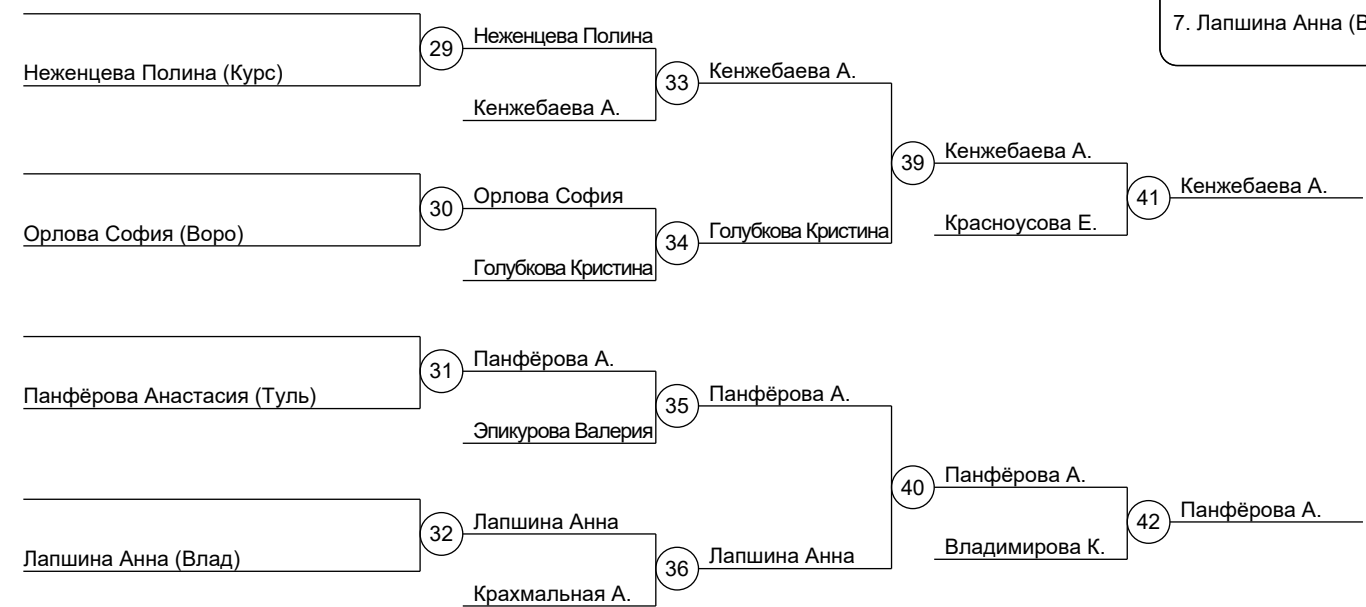 7. Лапшина Анна (В
29
Неженцева Полина
Неженцева Полина (Курс)
33
Кенжебаева А.
Кенжебаева А.
39
Кенжебаева А.
41
Кенжебаева А.
Орлова София
30
Орлова София (Воро)
34
Голубкова Кристина
Красноусова Е.
Голубкова Кристина
31
Панфёрова А.
Панфёрова Анастасия (Туль)
35
Панфёрова А.
Эпикурова Валерия
40
Панфёрова А.
42
Панфёрова А.
32
Лапшина Анна
Лапшина Анна (Влад)
36
Лапшина Анна
Владимирова К.
Крахмальная А.